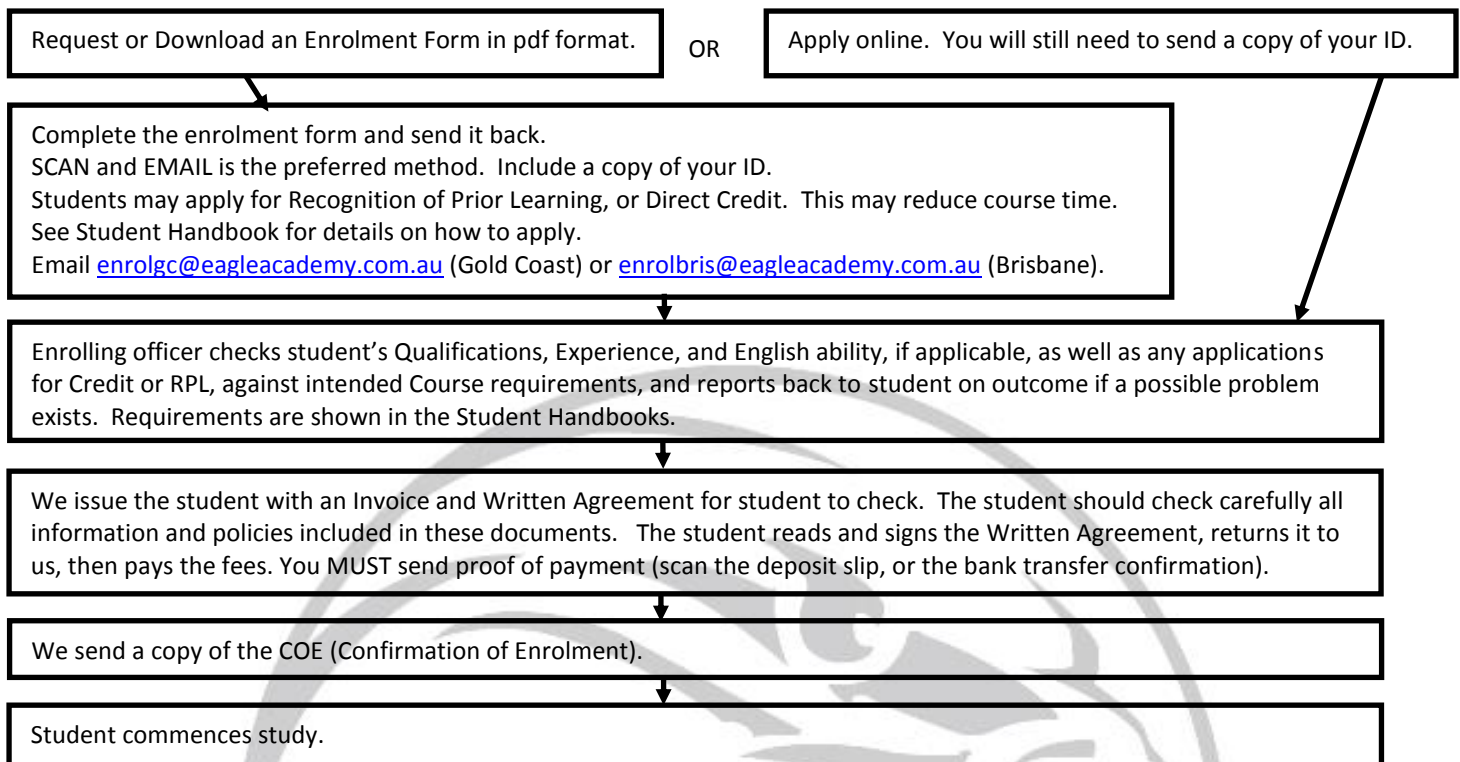 Request or Download an Enrolment Form in pdf format.
OR
Apply online.  You will still need to send a copy of your ID.
Complete the enrolment form and send it back.
SCAN and EMAIL is the preferred method.  Include a copy of your ID.
Students may apply for Recognition of Prior Learning, or Direct Credit.  This may reduce course time.
See Student Handbook for details on how to apply.
Email enrolgc@eagleacademy.com.au (Gold Coast) or enrolbris@eagleacademy.com.au (Brisbane).
Enrolling officer checks student's Qualifications, Experience, and English ability, if applicable, as well as any applications
for Credit or RPL, against intended Course requirements, and reports back to student on outcome if a possible problem
exists.  Requirements are shown in the Student Handbooks.
We issue the student with an Invoice and Written Agreement for student to check.  The student should check carefully all
information and policies included in these documents.   The student reads and signs the Written Agreement, returns it to
us, then pays the fees. You MUST send proof of payment (scan the deposit slip, or the bank transfer confirmation).
We send a copy of the COE (Confirmation of Enrolment).
Student commences study.